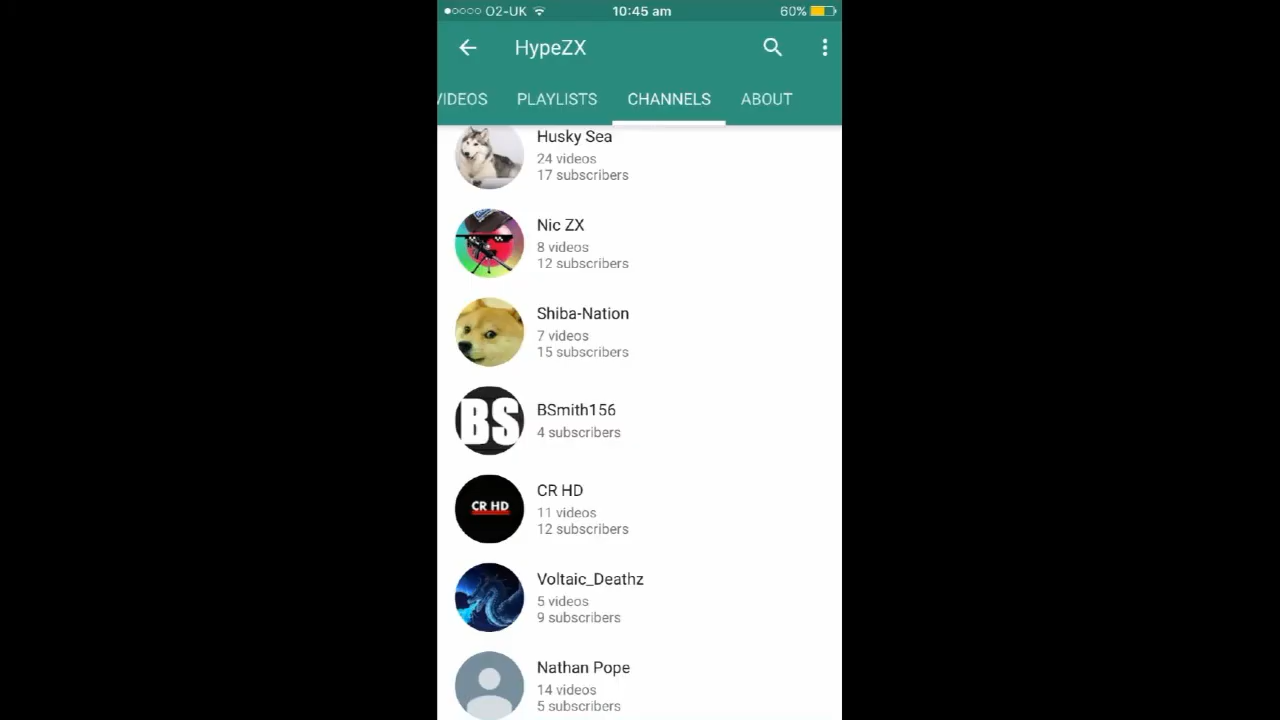 O2-UK 10:45 am 60%
HypeZX
VIDEOS PLAYLISTS CHANNELS ABOUT
Husky Sea
24 videos
17 subscribers
Nic ZX
8 videos
12 subscribers
Shiba-Nation
7 videos
15 subscribers
BS
BSmith156
4 subscribers
CR HD
CR HD
11 videos
12 subscribers
Voltaic_Deathz
5 videos
9 subscribers
Nathan Pope
14 videos
5 subscribers